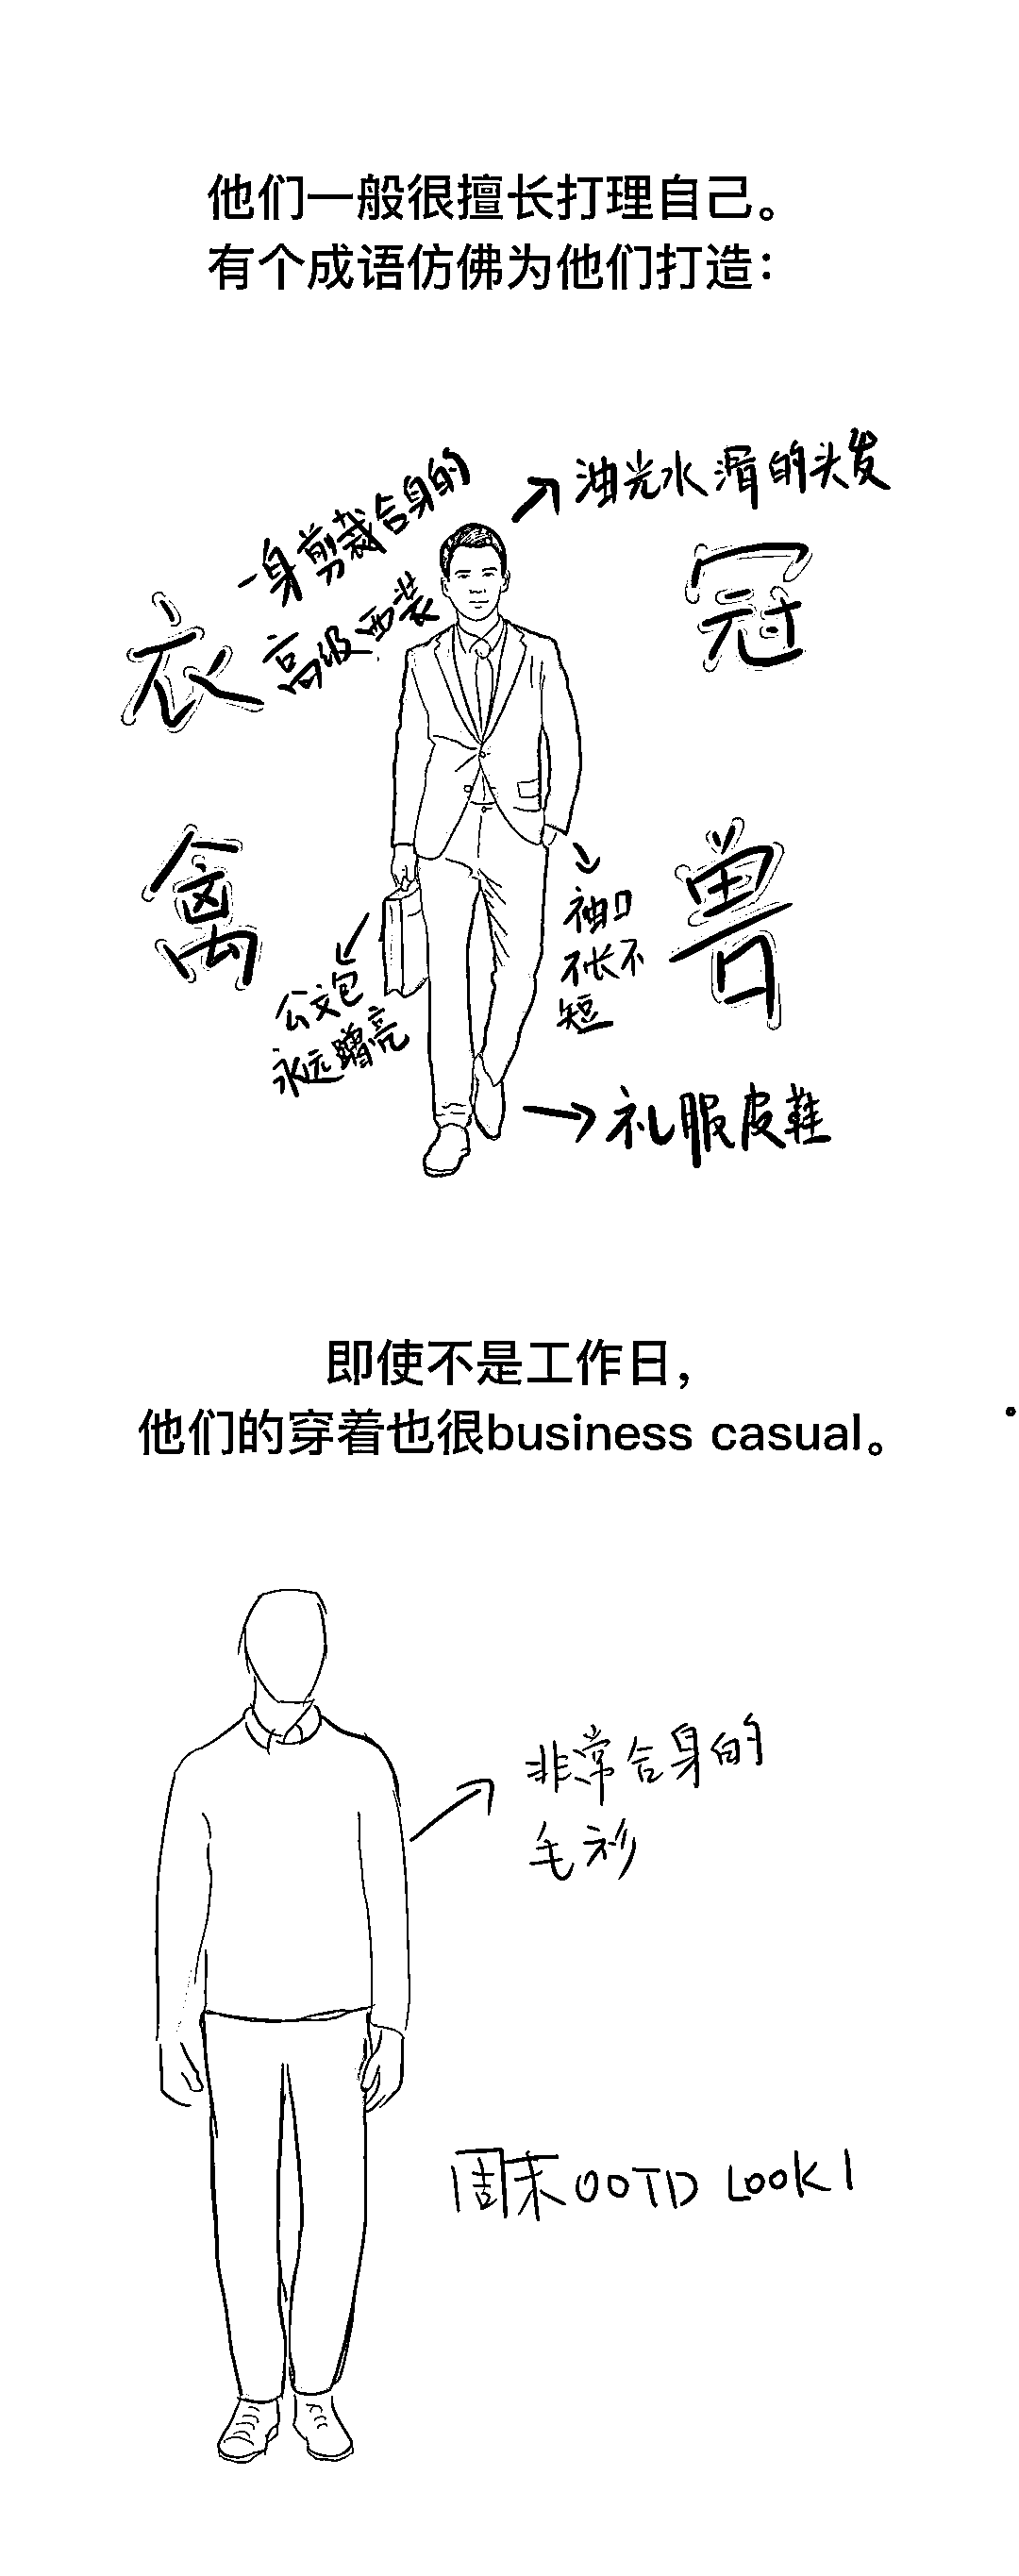 他们一般很擅长打理自己。
有个成语仿佛为他们打造：
油光水滑的头发
一身剪裁合身的
高级西装
衣
冠
禽
兽
袖口
不长不
短
公文包
永远蹭亮
礼服皮鞋
即使不是工作日，
他们的穿着也很business casual。
非常合身的
毛衫
周末OOTD LOOK1